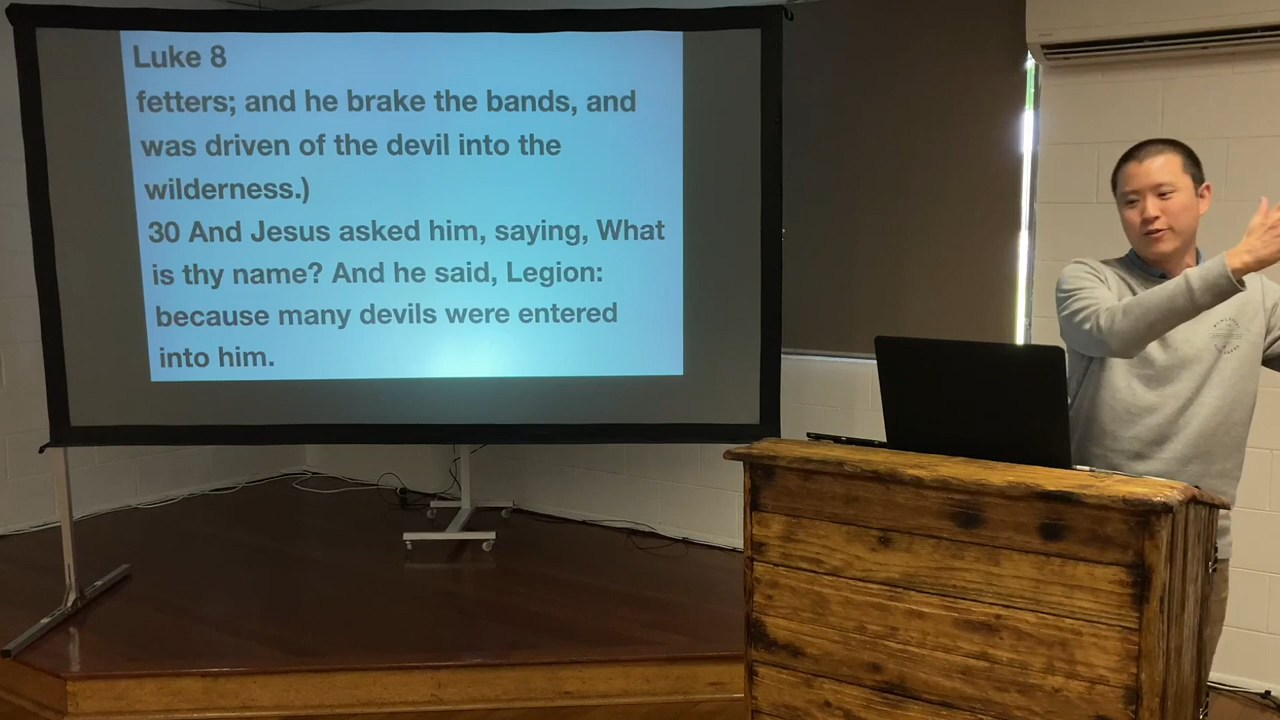 Luke 8
fetters; and he brake the bands, and
was driven of the devil into the
wilderness.)
30 And Jesus asked him, saying, What
is thy name? And he said, Legion:
because many devils were entered
into him.